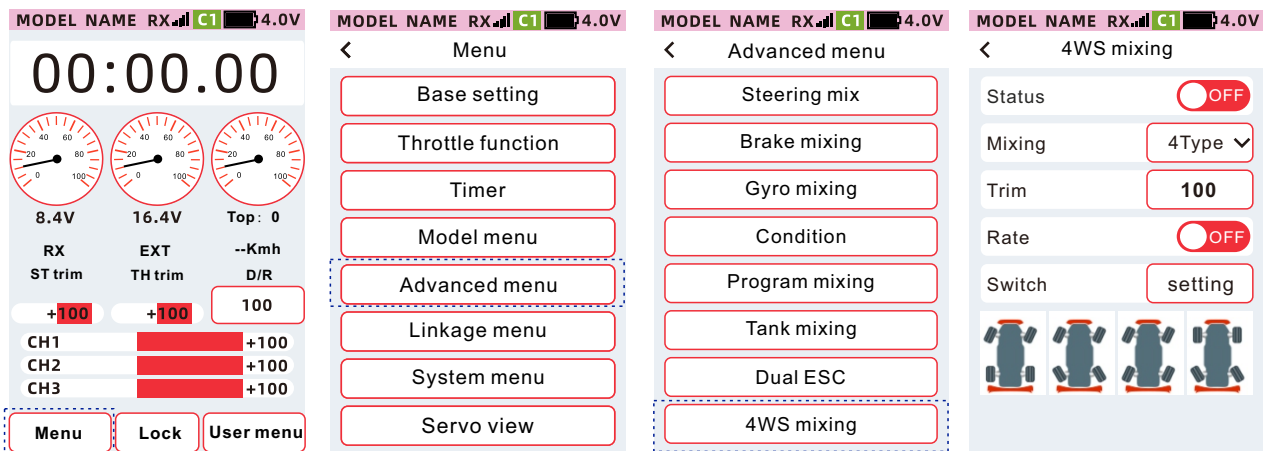 MODEL NAME RX C1 4.0V
00:00.00
40 60
20 80
0 100
40 60
20 80
0 100
40 60
20 80
0 100
8.4V 16.4V Top: 0
RX EXT --Kmh
ST trim TH trim D/R
+100 +100 100
CH1 +100
CH2 +100
CH3 +100
Menu Lock User menu
MODEL NAME RX C1 4.0V
< Menu
Base setting
Throttle function
Timer
Model menu
Advanced menu
Linkage menu
System menu
Servo view
MODEL NAME RX C1 4.0V
< Advanced menu
Steering mix
Brake mixing
Gyro mixing
Condition
Program mixing
Tank mixing
Dual ESC
4WS mixing
MODEL NAME RX C1 4.0V
< 4WS mixing
Status OFF
Mixing 4Type
Trim 100
Rate OFF
Switch setting